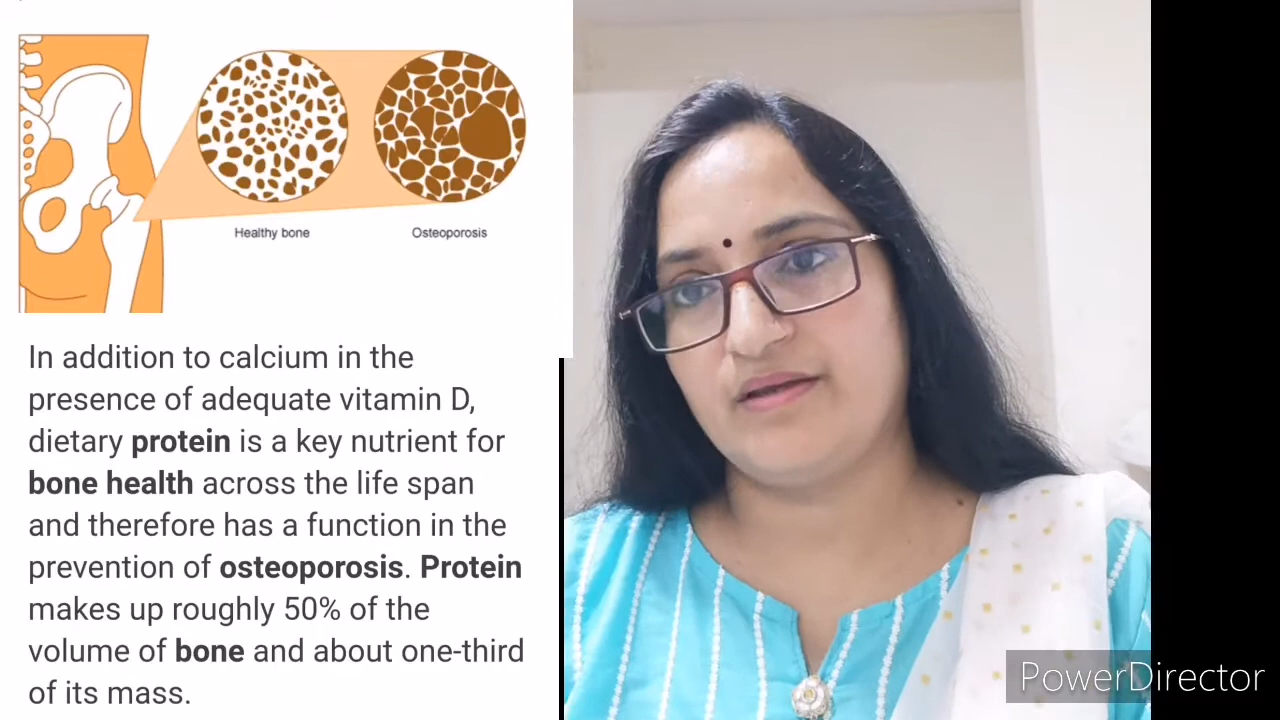 Healthy bone
Osteoporosis
In addition to calcium in the
presence of adequate vitamin D,
dietary protein is a key nutrient for
bone health across the life span
and therefore has a function in the
prevention of osteoporosis. Protein
makes up roughly 50% of the
volume of bone and about one-third
of its mass.
PowerDirector